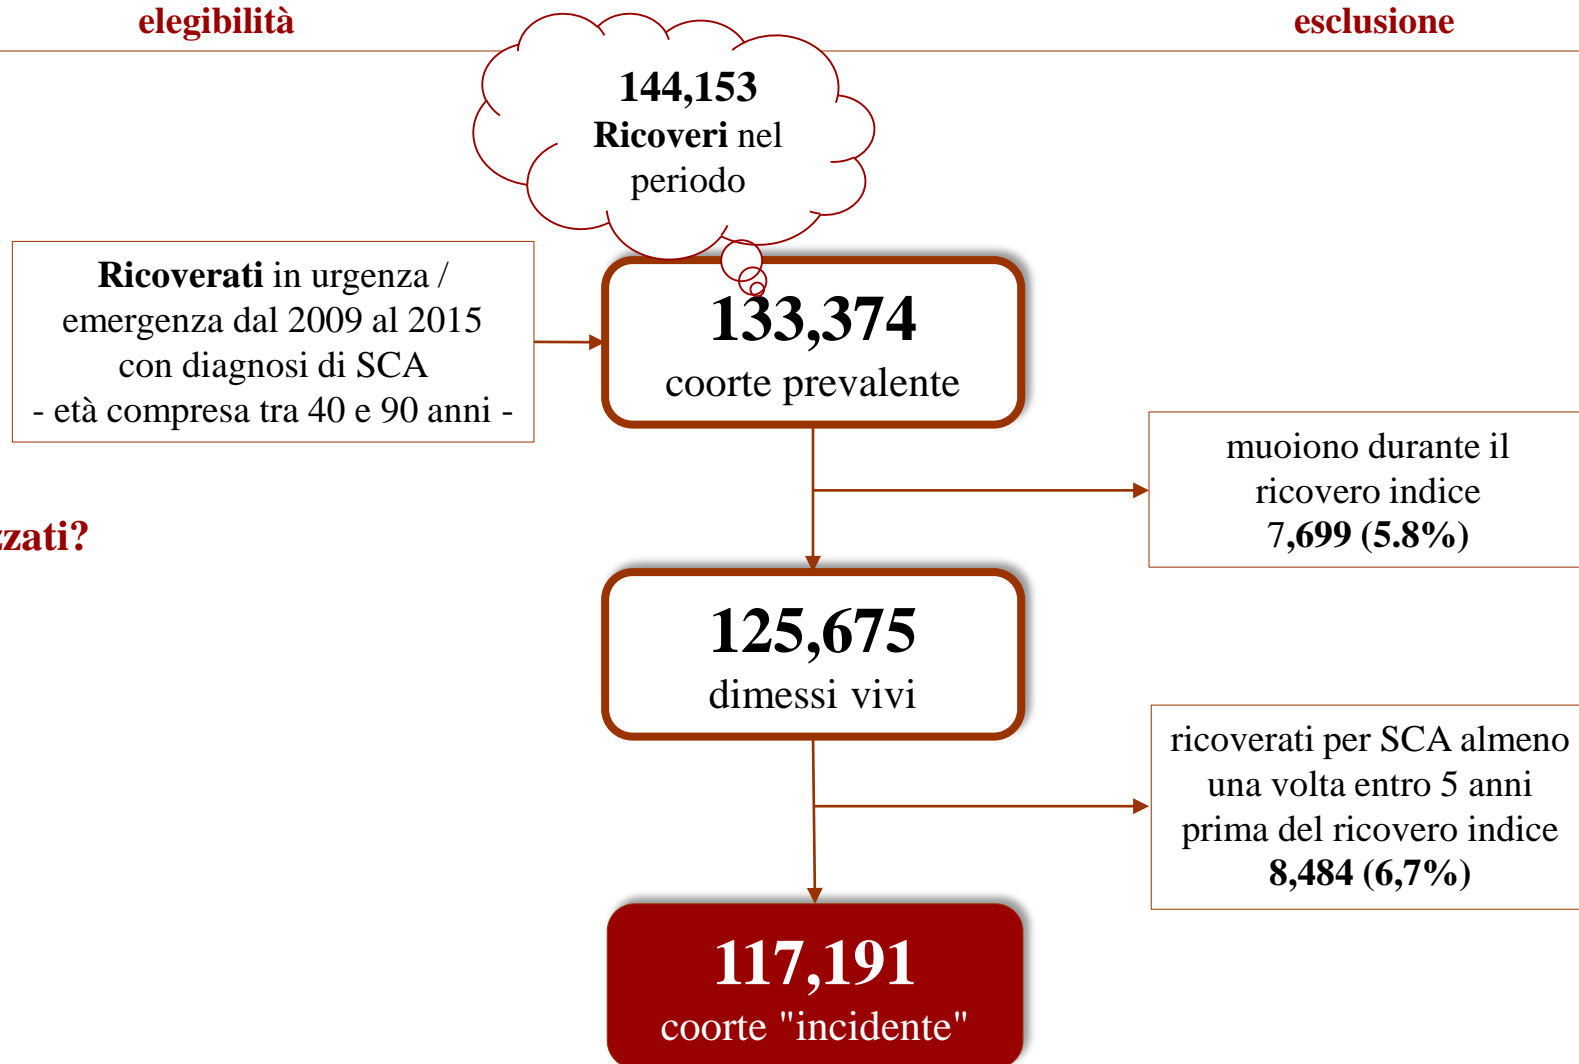 elegibilità
esclusione
144,153
Ricoveri nel
periodo
Ricoverati in urgenza /
emergenza dal 2009 al 2015
con diagnosi di SCA
- età compresa tra 40 e 90 anni -
133,374
coorte prevalente
muoiono durante il
ricovero indice
7,699 (5.8%)
zzati?
125,675
dimessi vivi
ricoverati per SCA almeno
una volta entro 5 anni
prima del ricovero indice
8,484 (6,7%)
117,191
coorte "incidente"